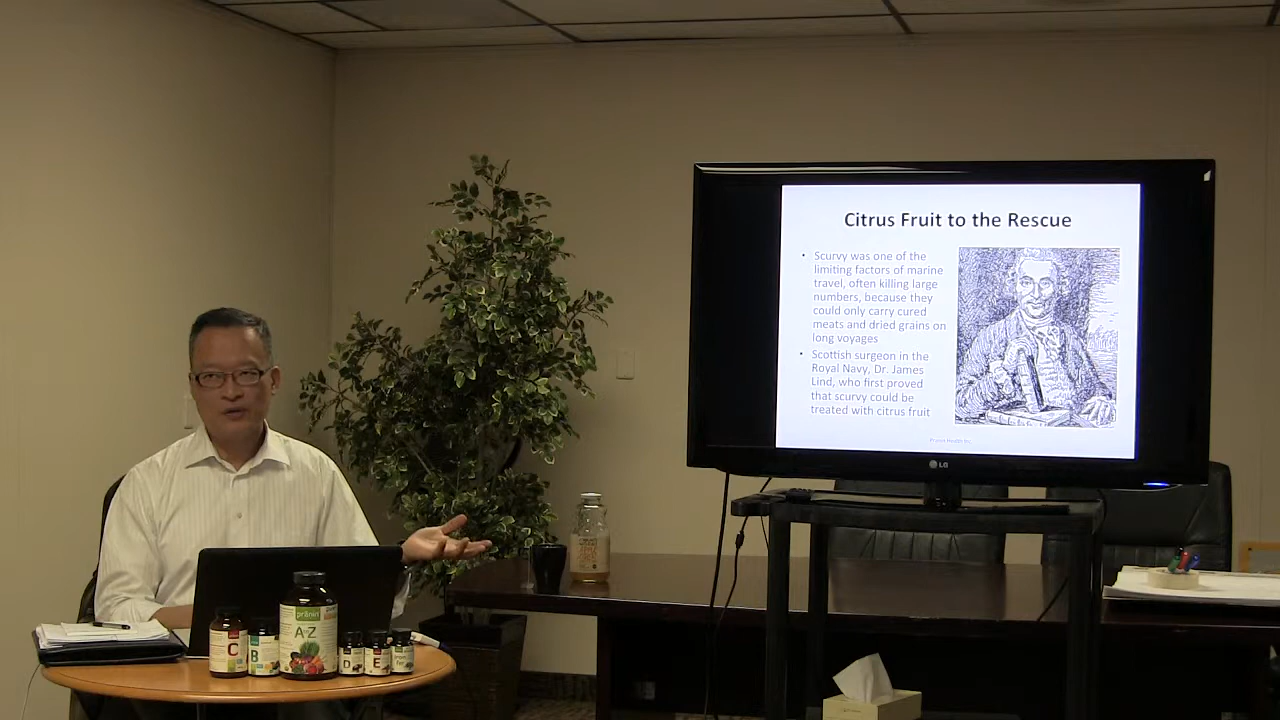 Citrus Fruit to the Rescue
• Scurvy was one of the
limiting factors of marine
travel, often killing large
numbers, because they
could only carry cured
meats and dried grains on
long voyages
• Scottish surgeon in the
Royal Navy, Dr. James
Lind, who first proved
that scurvy could be
treated with citrus fruit
LG
C
B
A-Z
D
E